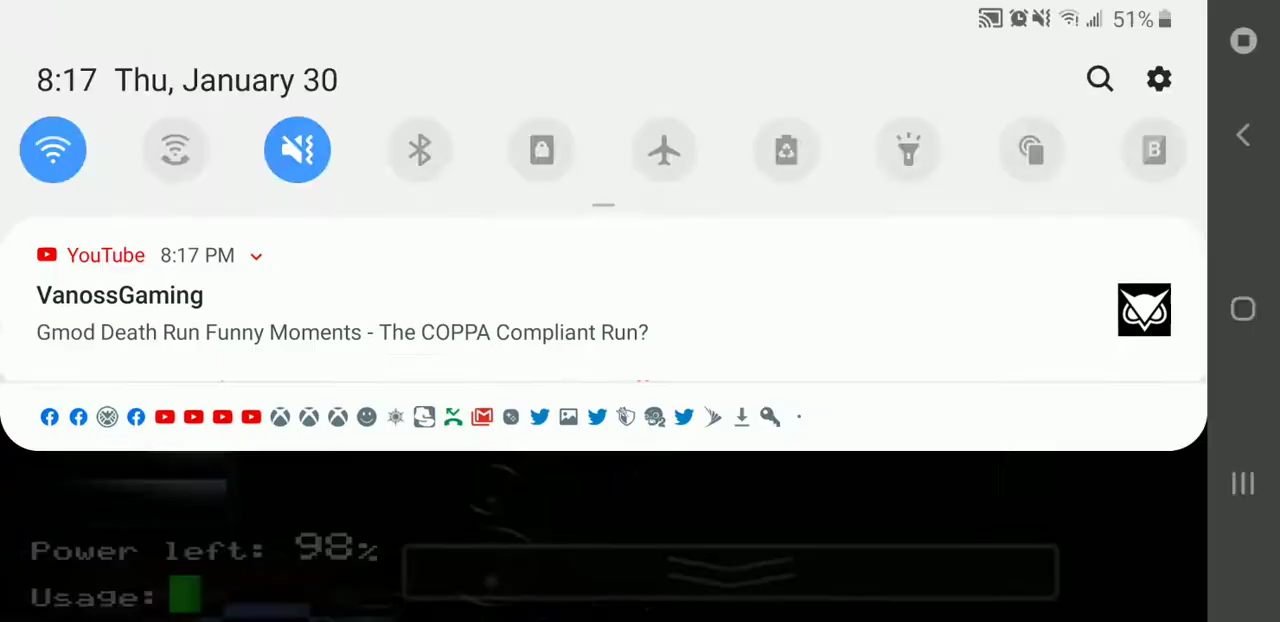 51%
8:17 Thu, January 30
YouTube 8:17 PM
VanossGaming
Gmod Death Run Funny Moments - The COPPA Compliant Run?
Power left: 98%
Usage: